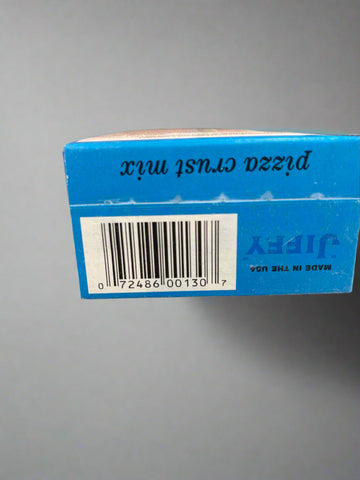 pizza crust mix
JIFFY
MADE IN THE USA
0 72486 00130 7